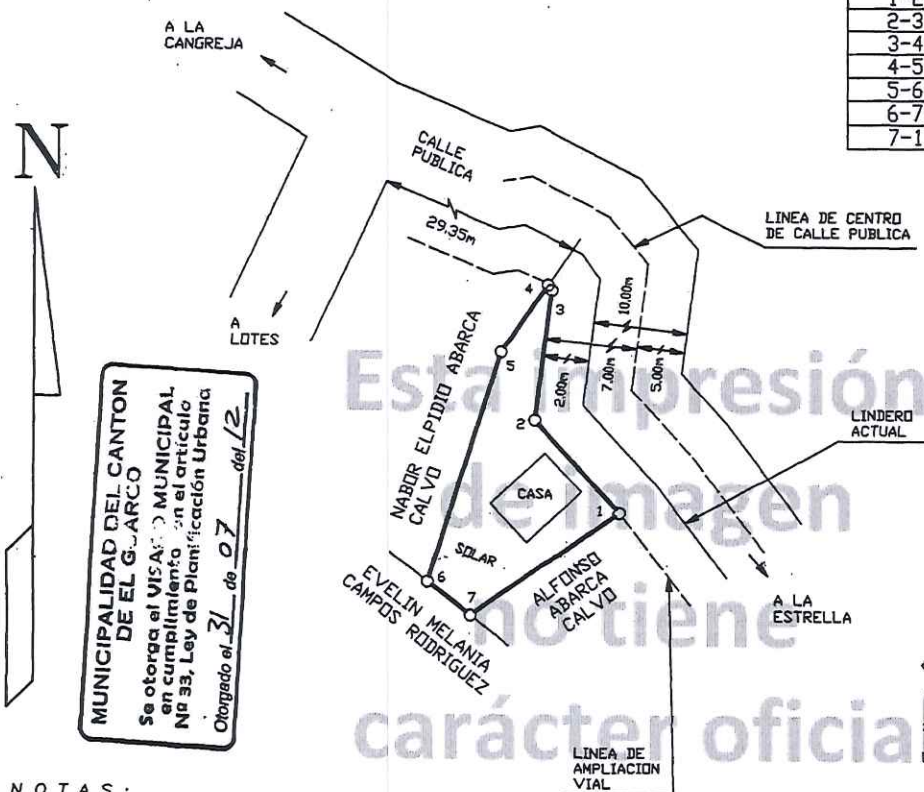 A LA
CANGREJA
2-3
3-4
4-5
5-6
6-7
7-1
N
CALLE
PUBLICA
29.35m
LINEA DE CENTRO
DE CALLE PUBLICA
4
3
10.00m
A
LOTES
5
2.00m
7.00m
5.00m
NABOR ELPIDIO ABARCA
CALVO
2
LINDERO
ACTUAL
CASA
1
SOLAR
6
7
ALFONSO
ABARCA
CALVO
EVELIN MELANIA
CAMPOS RODRIGUEZ
A LA
ESTRELLA
LINEA DE
AMPLIACION
VIAL
MUNICIPALIDAD DEL CANTON
DE EL G ARCO
Se otorga el MUNICIPAL
en cumplimiento en el artículo
Nº 33, Ley de Planificación Urbana
Otorgado el 31 de 07 del 12
Esta impresión
de imagen
no tiene
carácter oficial
NOTAS: